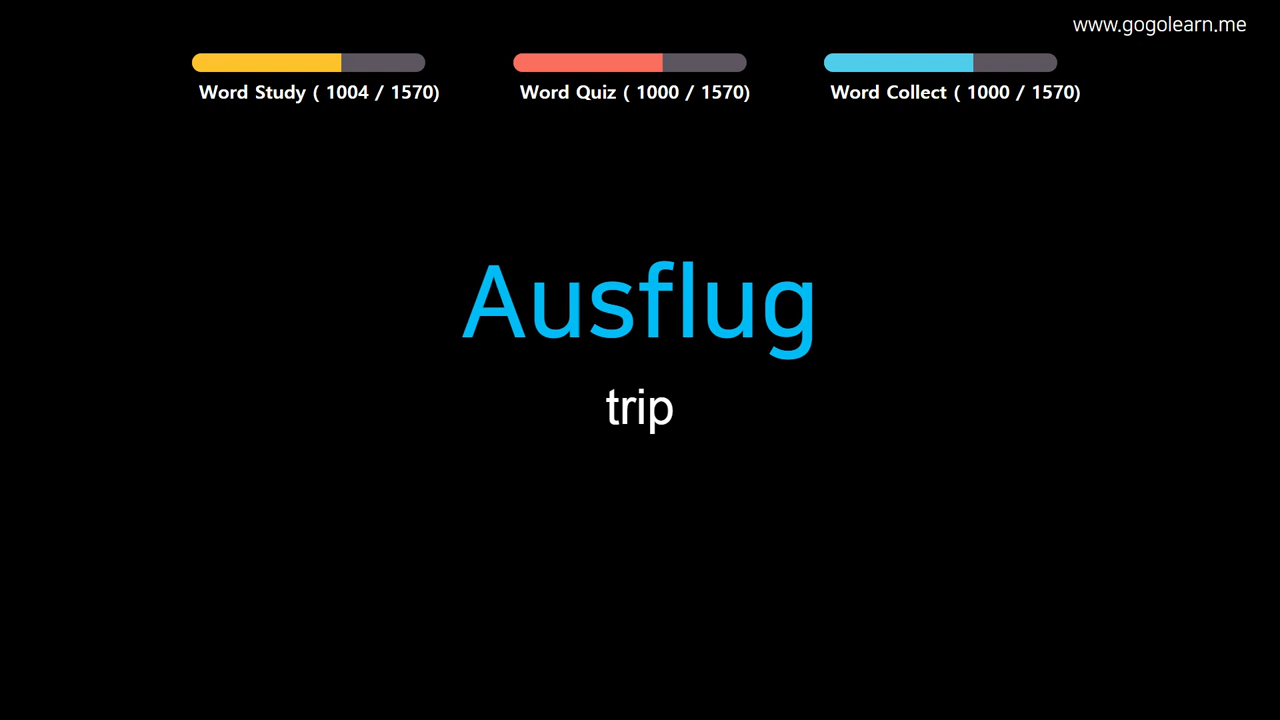 www.gogolearn.me
Word Study ( 1004 / 1570)
Word Quiz ( 1000 / 1570)
Word Collect ( 1000 / 1570)
Ausflug
trip